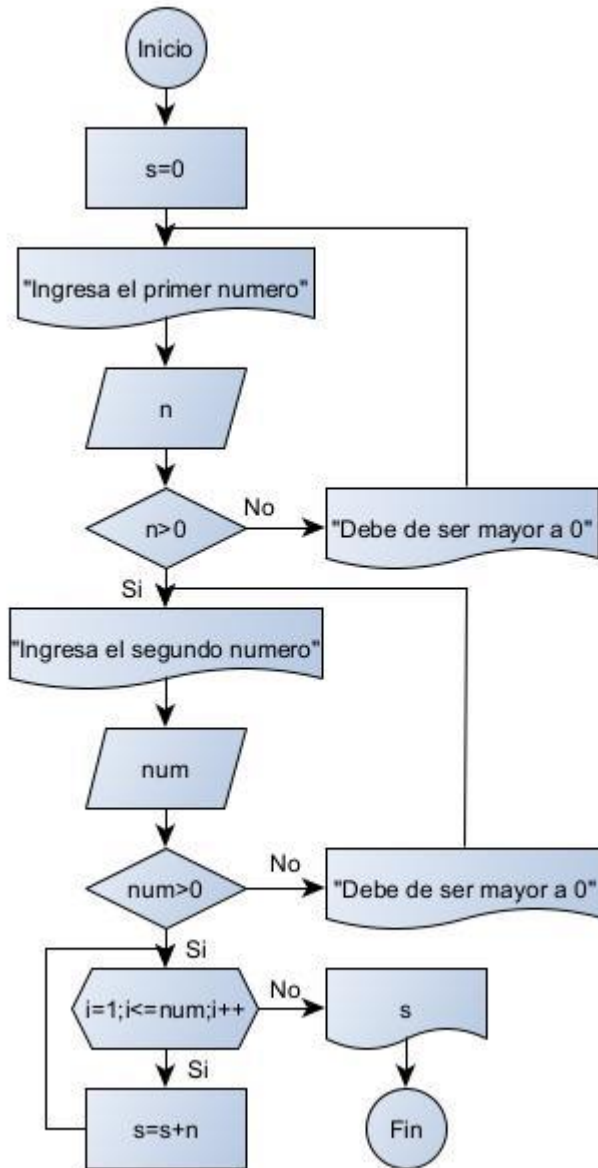 Inicio
s=0
"Ingresa el primer numero"
n
n>0
No
"Debe de ser mayor a 0"
Si
"Ingresa el segundo numero"
num
num>0
No
"Debe de ser mayor a 0"
Si
i=1;i<=num;i++
No
s
Si
s=s+n
Fin